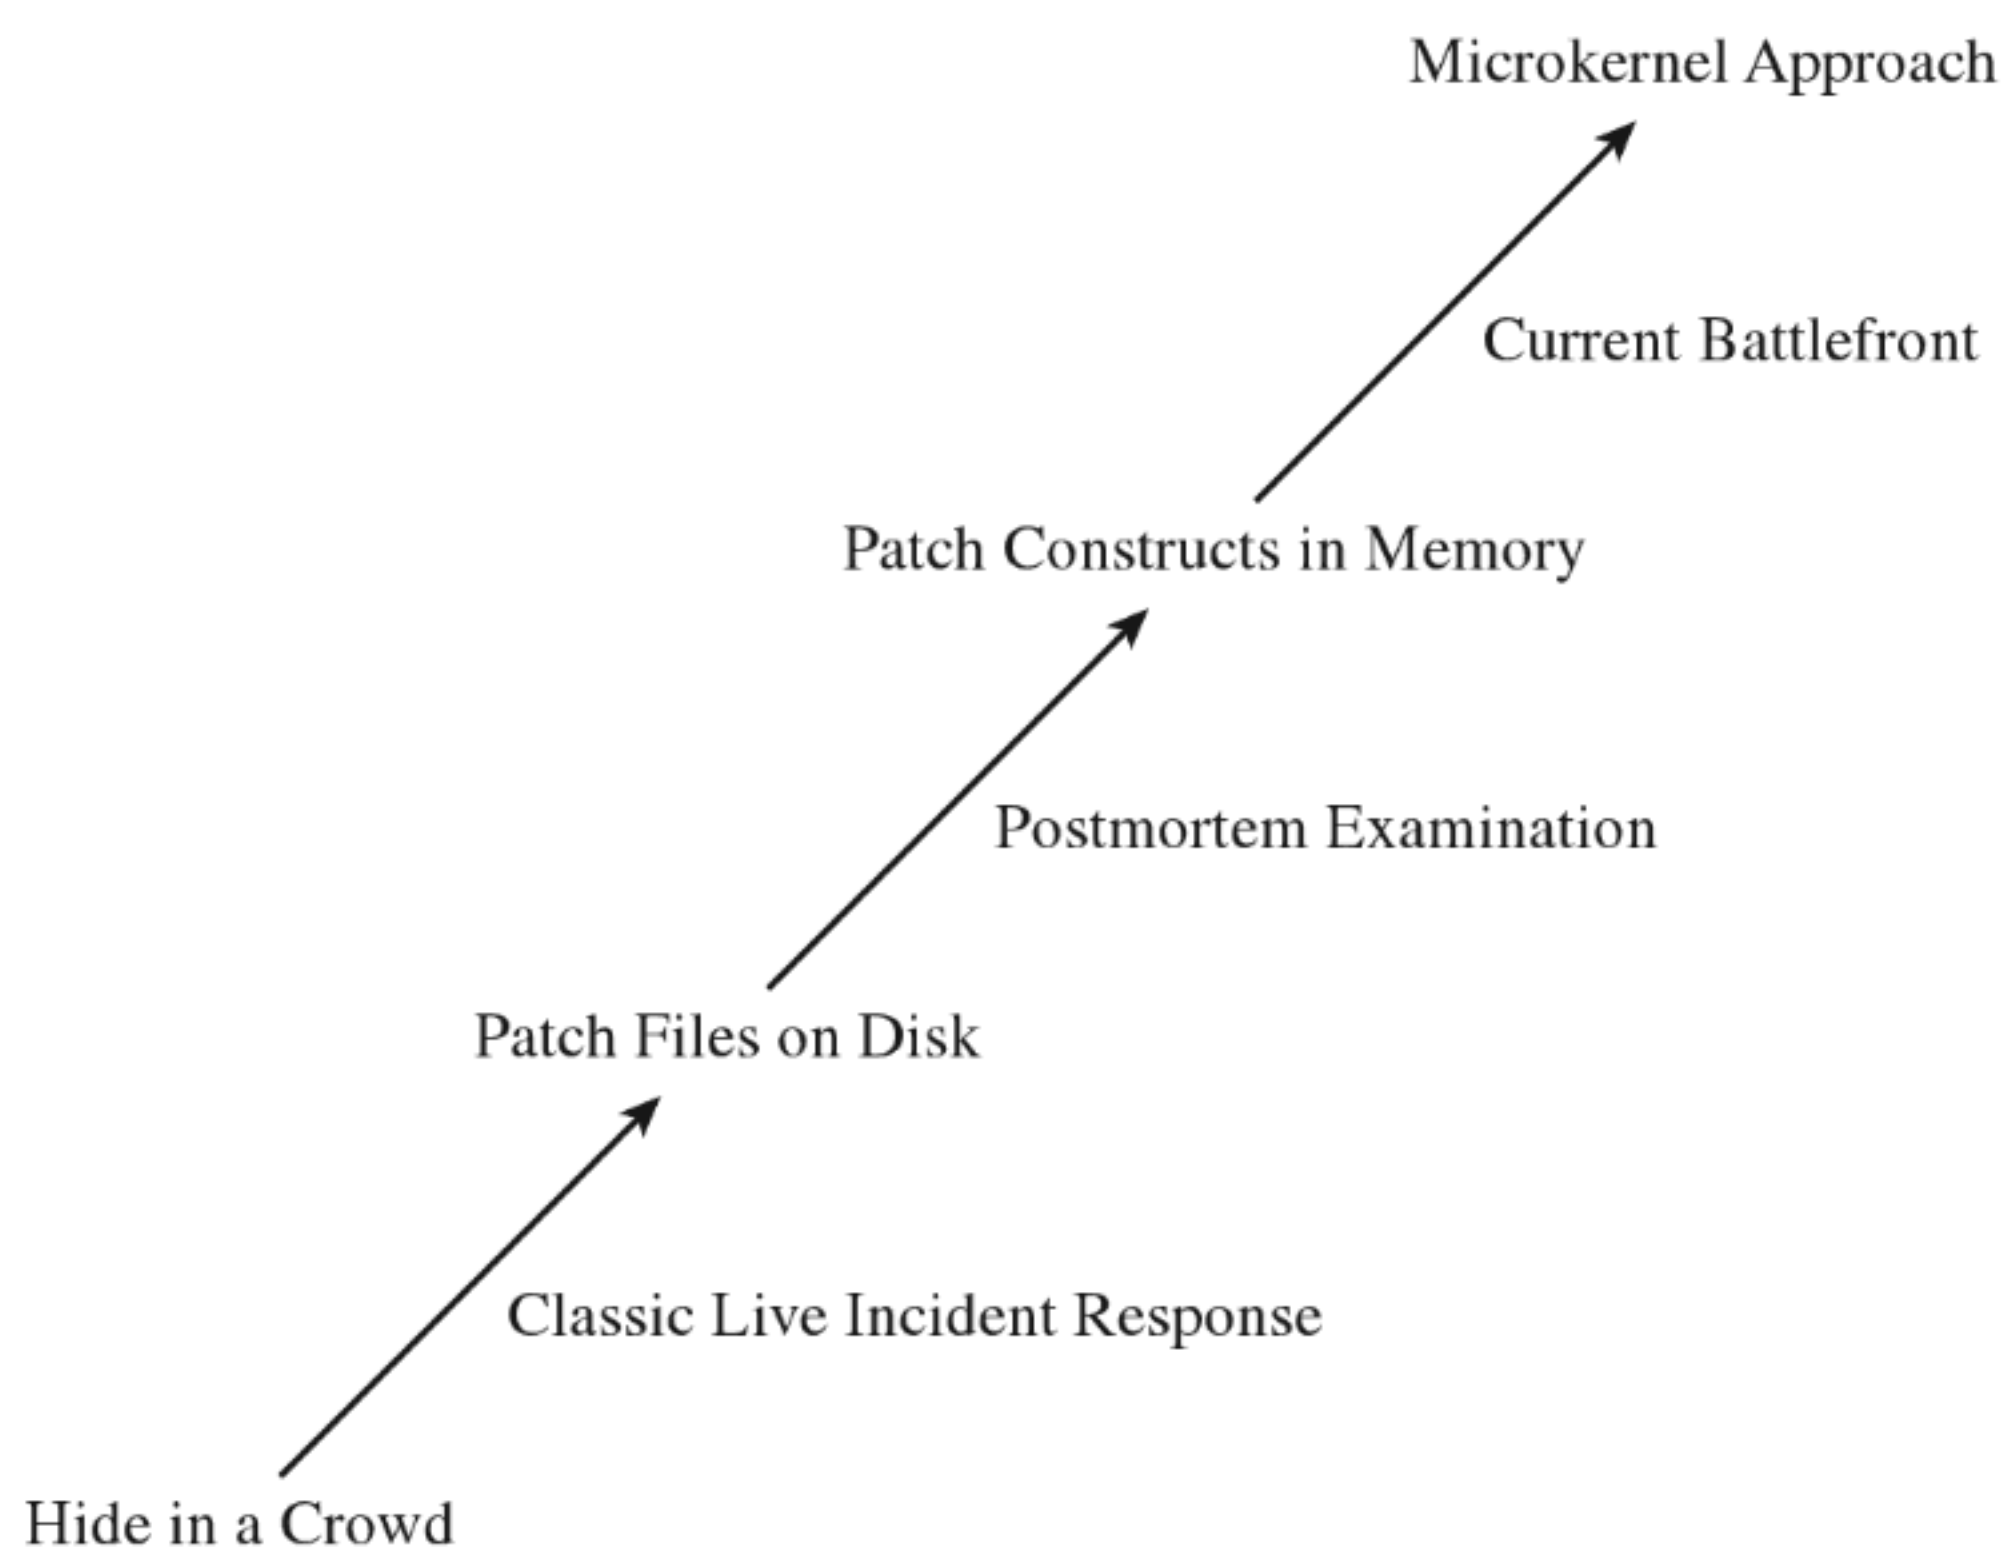 Microkernel Approach
Current Battlefront
Patch Constructs in Memory
Postmortem Examination
Patch Files on Disk
Classic Live Incident Response
Hide in a Crowd